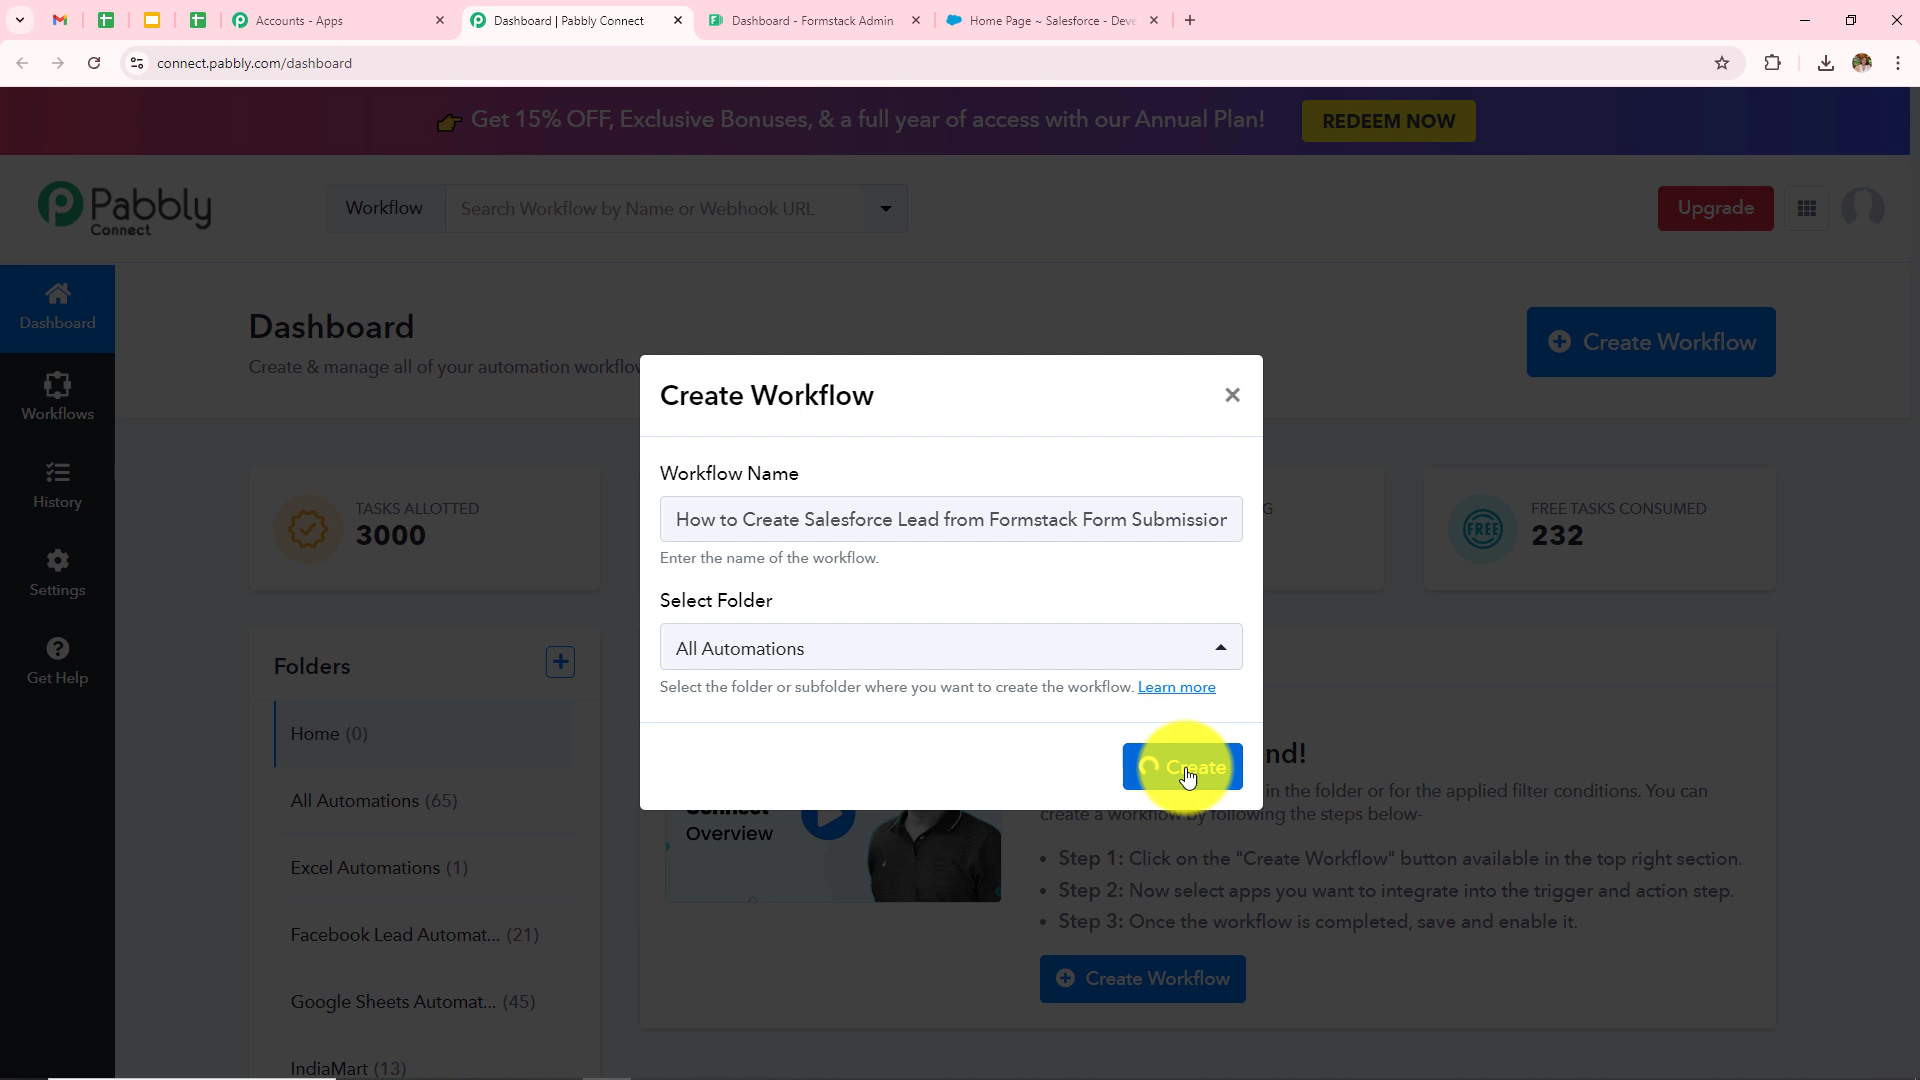 Accounts - Apps
Dashboard | Pabbly Connect
Dashboard - Formstack Admin
Home Page ~ Salesforce - Deve
connect.pabbly.com/dashboard
Get 15% OFF, Exclusive Bonuses, & a full year of access with our Annual Plan!
REDEEM NOW
Pabbly
Connect
Workflow
Search Workflow by Name or Webhook URL
Upgrade
Dashboard
Workflows
History
Settings
Get Help
Dashboard
Create & manage all of your automation workflow
Create Workflow
TASKS ALLOTTED
3000
G
FREE
FREE TASKS CONSUMED
232
Create Workflow
Workflow Name
How to Create Salesforce Lead from Formstack Form Submission
Enter the name of the workflow.
Select Folder
All Automations
Select the folder or subfolder where you want to create the workflow. Learn more
Create
Folders
Home (0)
All Automations (65)
Excel Automations (1)
Facebook Lead Automat... (21)
Google Sheets Automat... (45)
IndiaMart (13)
Connect
Overview
nd!
in the folder or for the applied filter conditions. You can
create a workflow by following the steps below-
Step 1: Click on the "Create Workflow" button available in the top right section.
Step 2: Now select apps you want to integrate into the trigger and action step.
Step 3: Once the workflow is completed, save and enable it.
Create Workflow